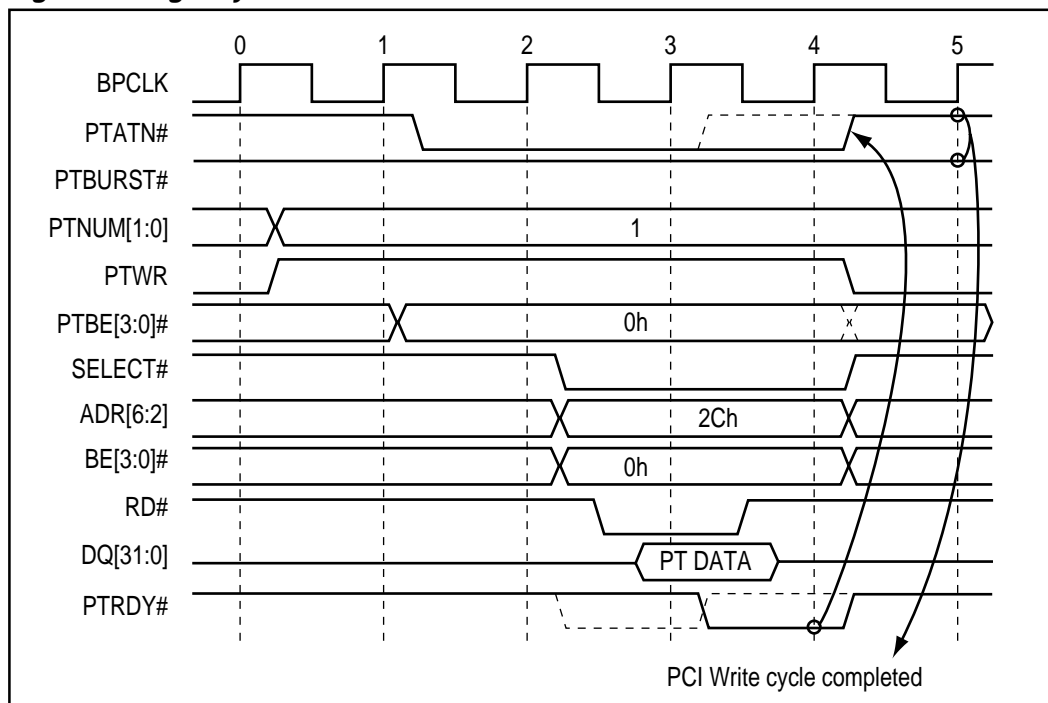 0 1 2 3 4 5
BPCLK
PTATN#
PTBURST#
PTNUM[1:0] 1
PTWR
PTBE[3:0]# 0h x
SELECT#
ADR[6:2] 2Ch
BE[3:0]# 0h
RD#
DQ[31:0] PT DATA
PTRDY#
PCI Write cycle completed